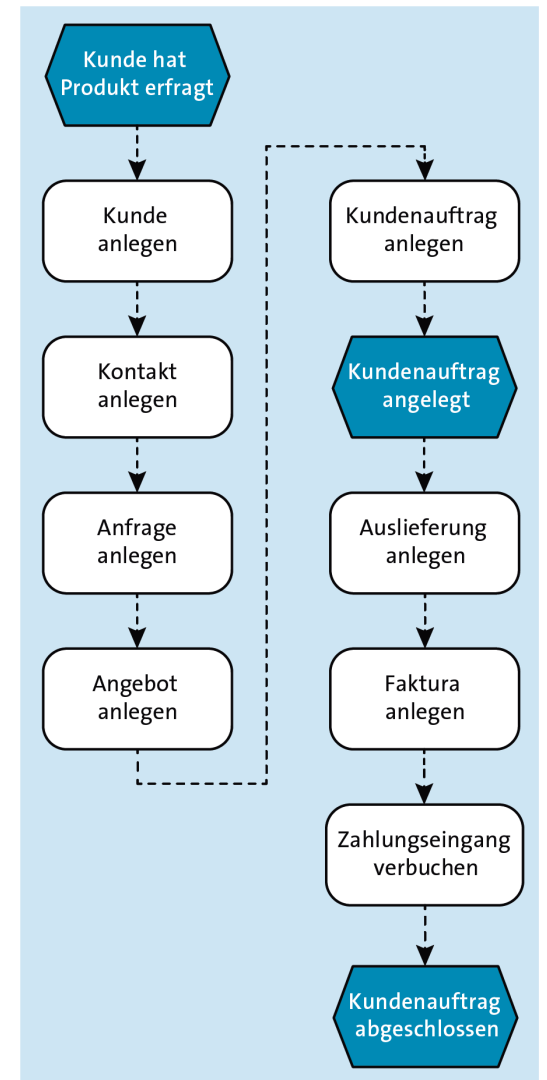 Kunde hat
Produkt erfragt
Kunde
anlegen
Kontakt
anlegen
Anfrage
anlegen
Angebot
anlegen
Kundenauftrag
anlegen
Kundenauftrag
angelegt
Auslieferung
anlegen
Faktura
anlegen
Zahlungseingang
verbuchen
Kundenauftrag
abgeschlossen